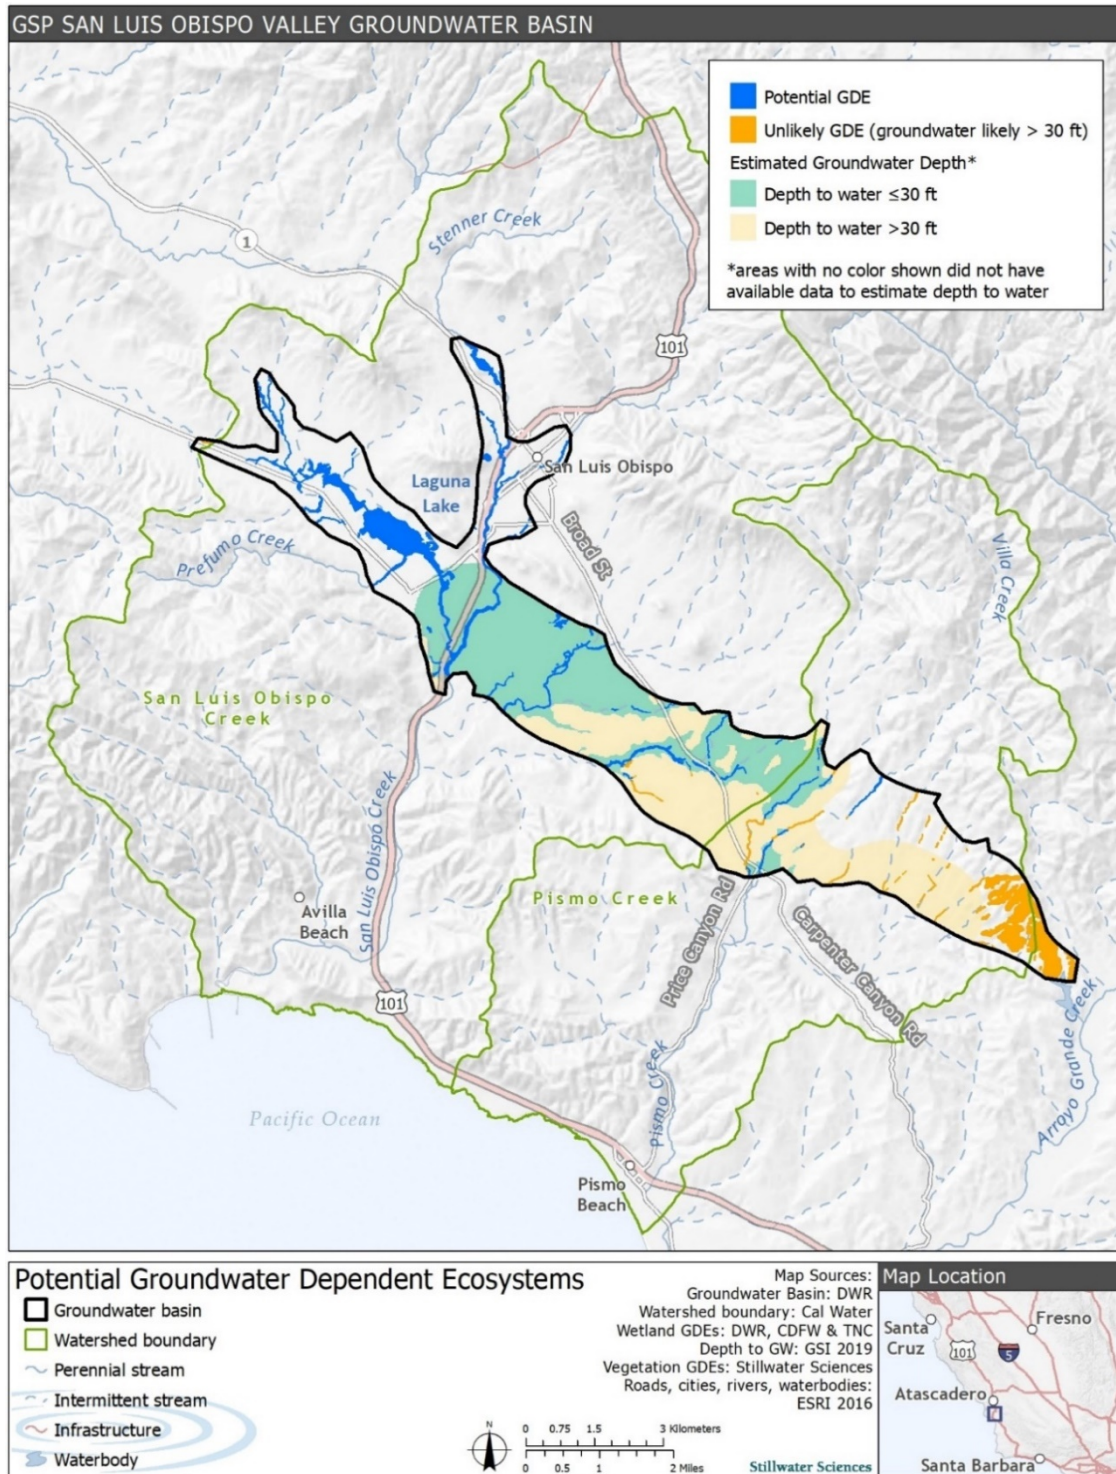 GSP SAN LUIS OBISPO VALLEY GROUNDWATER BASIN
Potential GDE
Unlikely GDE (groundwater likely > 30 ft)
Estimated Groundwater Depth*
Depth to water ≤30 ft
Depth to water >30 ft
*areas with no color shown did not have
available data to estimate depth to water
Stenner Creek
1
101
San Luis Obispo
Laguna
Lake
Broad St
Prefumo Creek
Villa Creek
San Luis Obispo
Creek
San Luis Obispo Creek
Pismo Creek
Avilla
Beach
Price Canyon Rd
Carpenter Canyon Rd
101
Arroyo Grande Creek
Pismo Creek
Pacific Ocean
Pismo
Beach
Potential Groundwater Dependent Ecosystems
Groundwater basin
Watershed boundary
Perennial stream
Intermittent stream
Infrastructure
Waterbody
Map Sources:
Groundwater Basin: DWR
Watershed boundary: Cal Water
Wetland GDEs: DWR, CDFW & TNC
Depth to GW: GSI 2019
Vegetation GDEs: Stillwater Sciences
Roads, cities, rivers, waterbodies:
ESRI 2016
N
0 0.75 1.5 3 Kilometers
0 0.5 1 2 Miles
Stillwater Sciences
Map Location
Santa
Cruz
Fresno
101
5
Atascadero
Santa Barbara